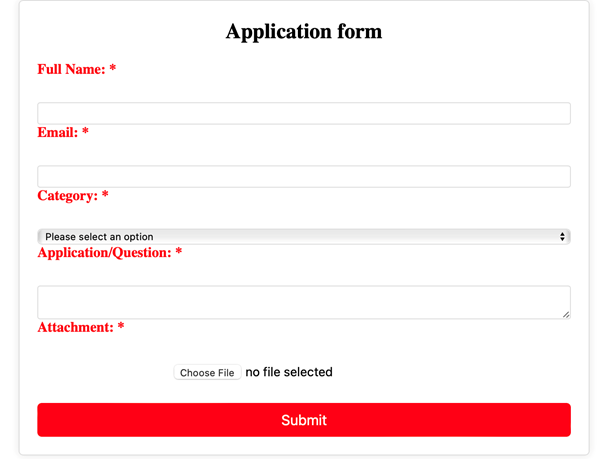 Application form
Full Name: *
Email: *
Category: *
Please select an option
Application/Question: *
Attachment: *
Choose File no file selected
Submit